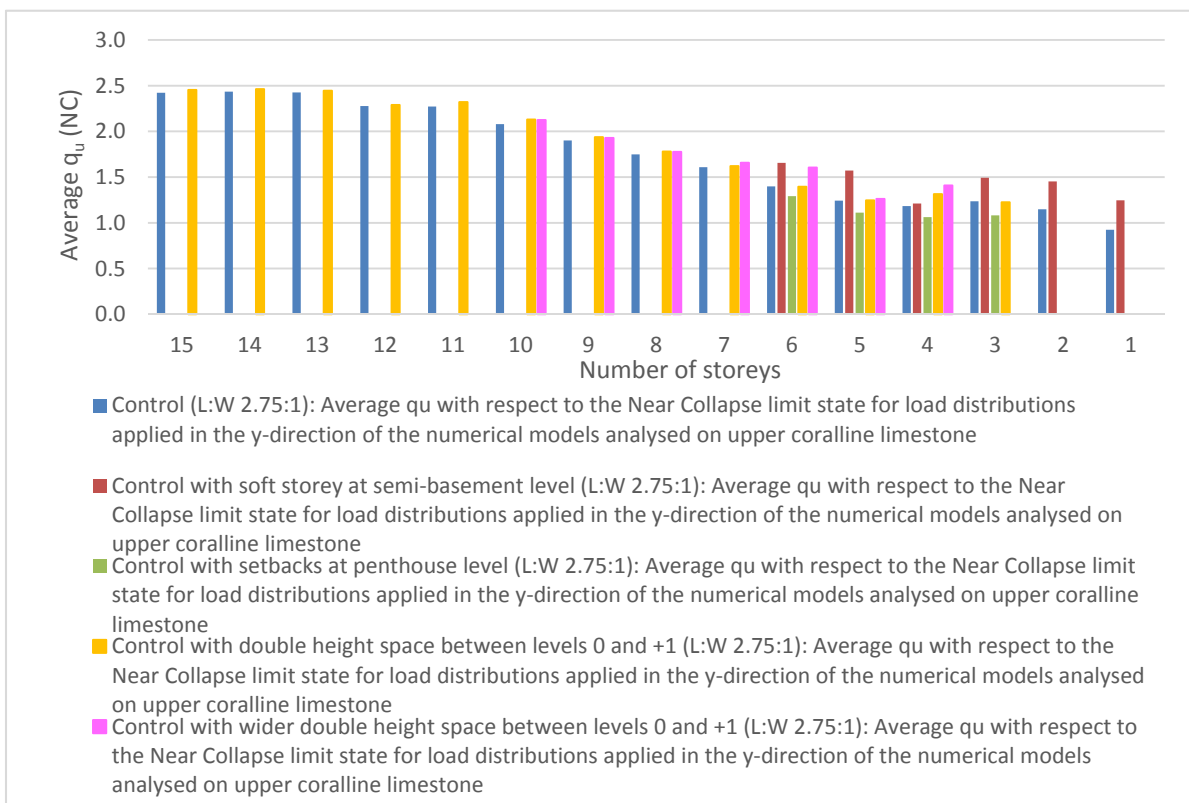 3.0
2.5
2.0
1.5
1.0
0.5
0.0
Average qu (NC)
15 14 13 12 11 10 9 8 7 6 5 4 3 2 1
Number of storeys
Control (L:W 2.75:1): Average qu with respect to the Near Collapse limit state for load distributions
applied in the y-direction of the numerical models analysed on upper coralline limestone
Control with soft storey at semi-basement level (L:W 2.75:1): Average qu with respect to the Near
Collapse limit state for load distributions applied in the y-direction of the numerical models analysed on
upper coralline limestone
Control with setbacks at penthouse level (L:W 2.75:1): Average qu with respect to the Near Collapse limit
state for load distributions applied in the y-direction of the numerical models analysed on upper coralline
limestone
Control with double height space between levels 0 and +1 (L:W 2.75:1): Average qu with respect to the
Near Collapse limit state for load distributions applied in the y-direction of the numerical models analysed
on upper coralline limestone
Control with wider double height space between levels 0 and +1 (L:W 2.75:1): Average qu with respect to
the Near Collapse limit state for load distributions applied in the y-direction of the numerical models
analysed on upper coralline limestone